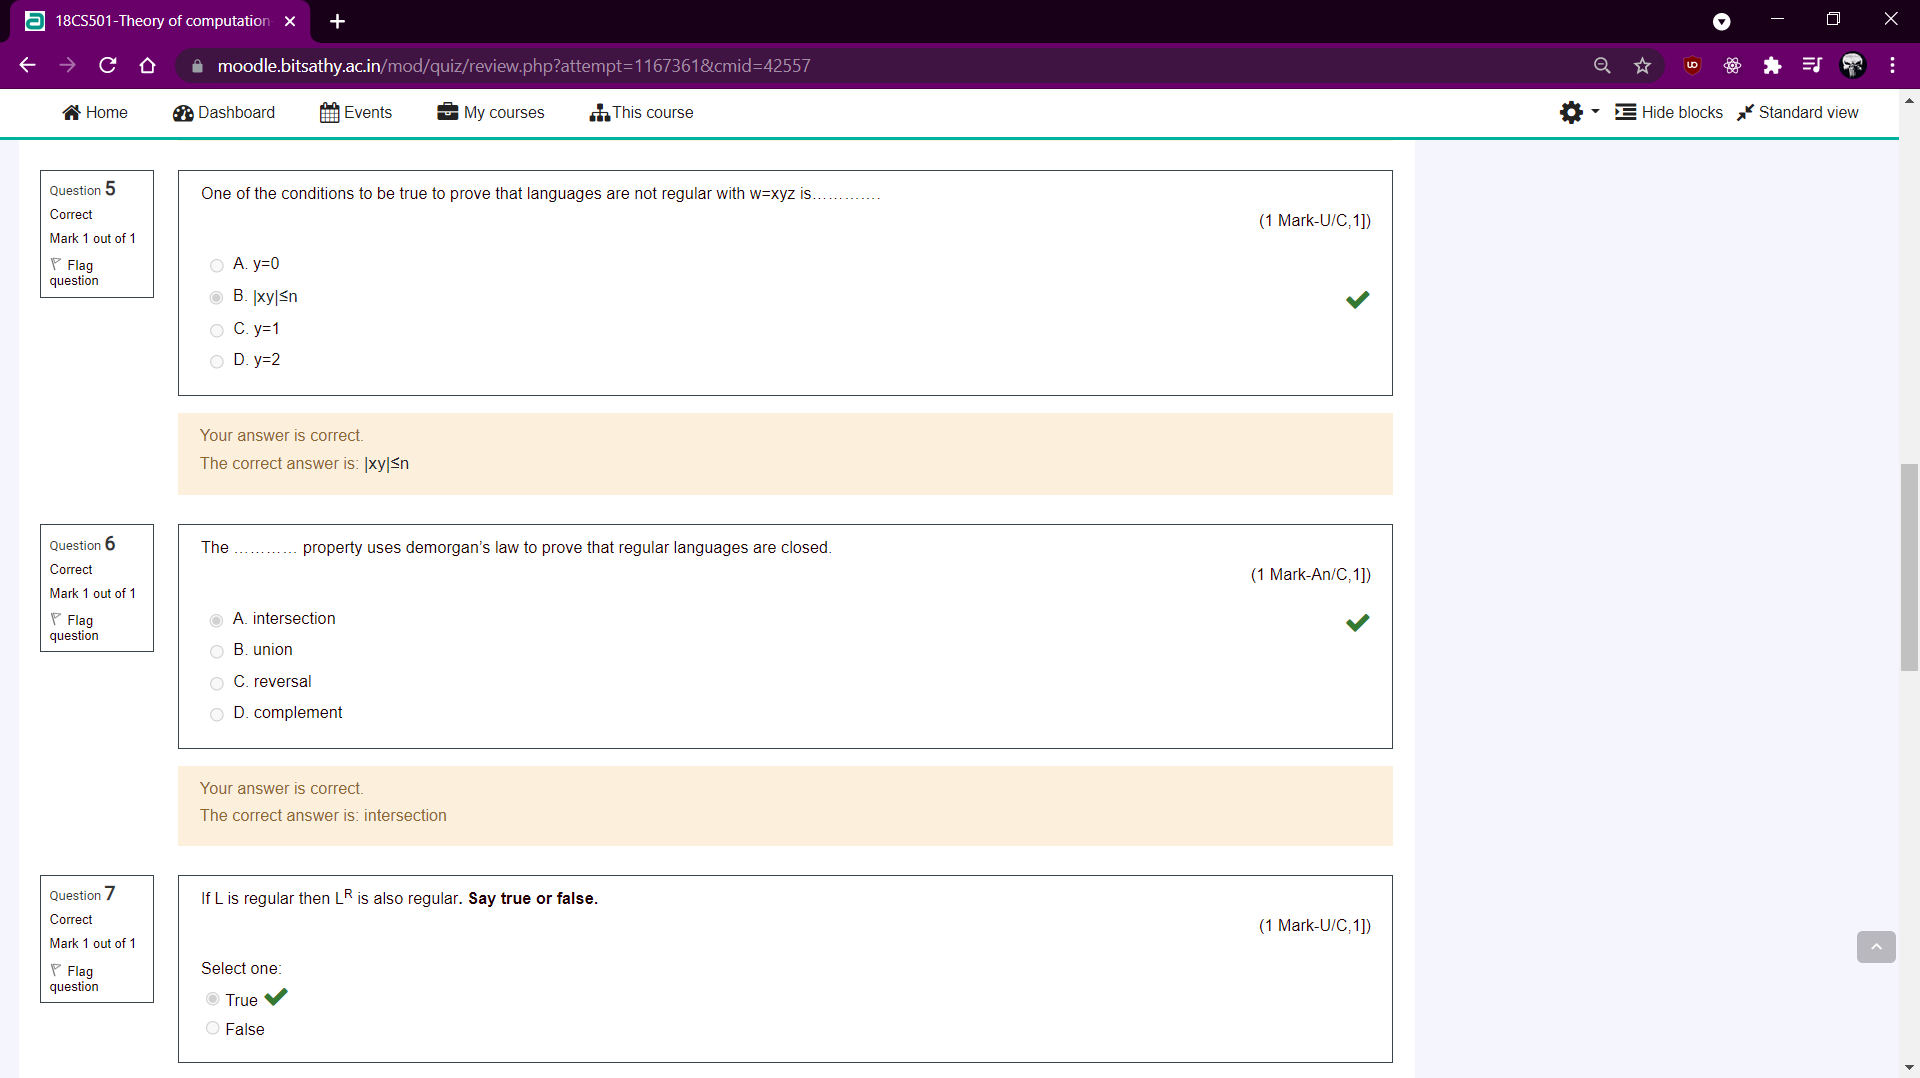 18CS501-Theory of computation
moodle.bitsathy.ac.in/mod/quiz/review.php?attempt=1167361&cmid=42557
Home Dashboard Events My courses This course Hide blocks Standard view
Question 5
Correct
Mark 1 out of 1
Flag
question
One of the conditions to be true to prove that languages are not regular with w=xyz is………….
(1 Mark-U/C,1])
A. y=0
B. |xy|≤n
C. y=1
D. y=2
Your answer is correct.
The correct answer is: |xy|≤n
Question 6
Correct
Mark 1 out of 1
Flag
question
The ………… property uses demorgan’s law to prove that regular languages are closed.
(1 Mark-An/C,1])
A. intersection
B. union
C. reversal
D. complement
Your answer is correct.
The correct answer is: intersection
Question 7
Correct
Mark 1 out of 1
Flag
question
If L is regular then Lᴿ is also regular. Say true or false.
(1 Mark-U/C,1])
Select one:
True
False